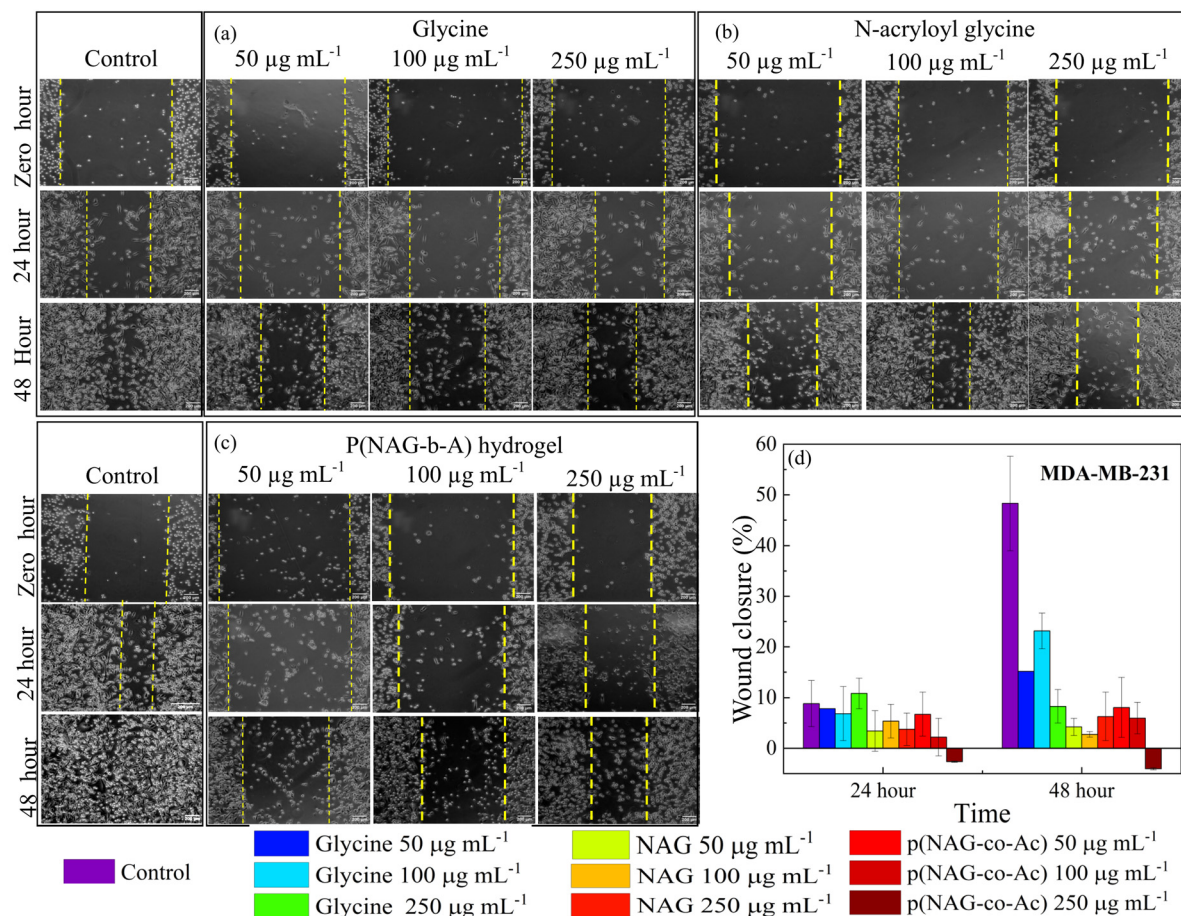 (a)
Glycine
(b)
N-acryloyl glycine
Control
50 µg mL⁻¹
100 µg mL⁻¹
250 µg mL⁻¹
50 µg mL⁻¹
100 µg mL⁻¹
250 µg mL⁻¹
Zero hour
24 hour
48 Hour
(c)
P(NAG-b-A) hydrogel
Control
50 µg mL⁻¹
100 µg mL⁻¹
250 µg mL⁻¹
Zero hour
24 hour
48 hour
(d)
MDA-MB-231
Wound closure (%)
60
50
40
30
20
10
0
24 hour
48 hour
Time
Control
Glycine 50 µg mL⁻¹
Glycine 100 µg mL⁻¹
Glycine 250 µg mL⁻¹
NAG 50 µg mL⁻¹
NAG 100 µg mL⁻¹
NAG 250 µg mL⁻¹
p(NAG-co-Ac) 50 µg mL⁻¹
p(NAG-co-Ac) 100 µg mL⁻¹
p(NAG-co-Ac) 250 µg mL⁻¹